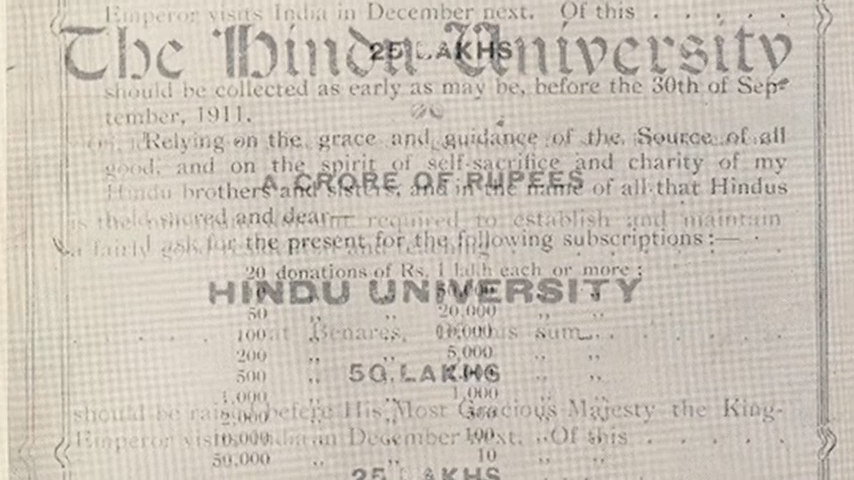 Emperor visits India in December next. Of this . . . . .
The Hindu University
25 LAKHS
should be collected as early as may be, before the 30th of Sep-
tember, 1911.
Relying on the grace and guidance of the Source of all
good, and on the spirit of self-sacrifice and charity of my
A CRORE OF RUPEES
Hindu brothers and sisters, and in the name of all that Hindus
held sacred and dear—
is required to establish and maintain
a fairly
ask for the present for the following subscriptions :—
20 donations of Rs. 1 lakh each or more :
HINDU UNIVERSITY
50 ,, ,, 20,000 ,, ,,
100 ,, 10,000
at Benares, this sum
200 ,, ,, 5,000 ,, ,,
500 ,, ,,
50 LAKHS
1,000 1,000
should be raised before His Most Gracious Majesty the King-
2,000
Emperor visits India in December next. Of this . . . . .
10,000 100
50,000 ,, ,, 10 ,, ,,
25 LAKHS